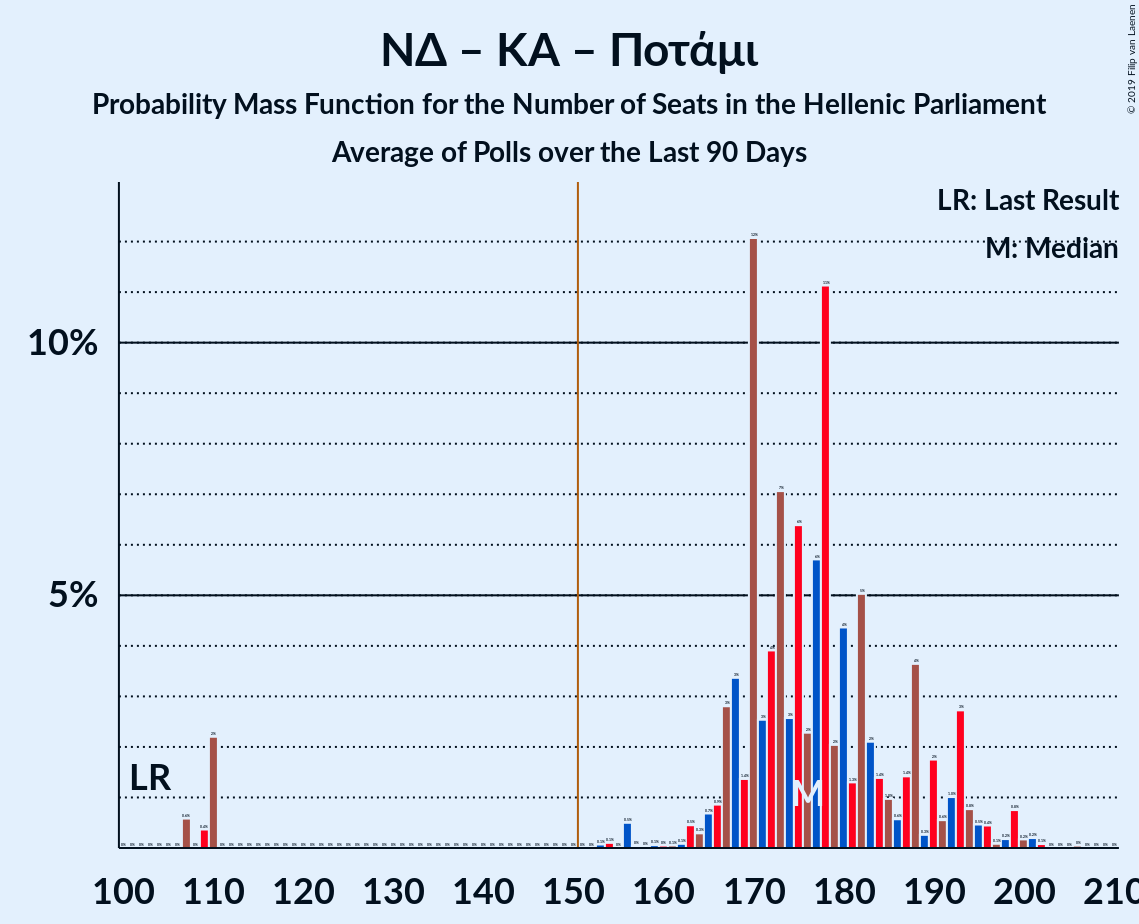 ΝΔ – ΚΑ – Ποτάμι
© 2019 Filip van Laenen
Probability Mass Function for the Number of Seats in the Hellenic Parliament
Average of Polls over the Last 90 Days
LR: Last Result
M: Median
10%
5%
LR
M
100 110 120 130 140 150 160 170 180 190 200 210